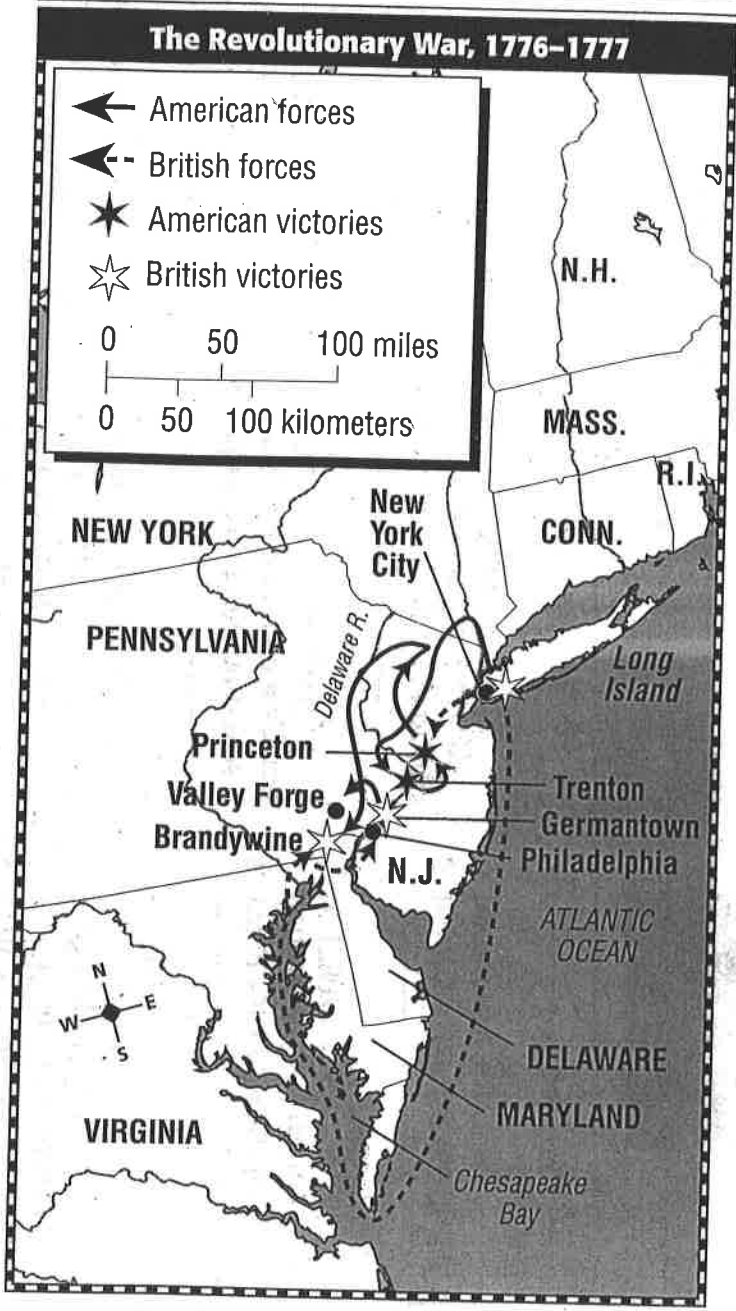 The Revolutionary War, 1776–1777
American forces
British forces
American victories
British victories
0 50 100 miles
0 50 100 kilometers
N.H.
MASS.
R.I.
NEW YORK
New
York
City
CONN.
PENNSYLVANIA
Delaware R.
Long
Island
Princeton
Valley Forge
Trenton
Brandywine
Germantown
Philadelphia
N.J.
ATLANTIC
OCEAN
N
W E
S
DELAWARE
MARYLAND
VIRGINIA
Chesapeake
Bay